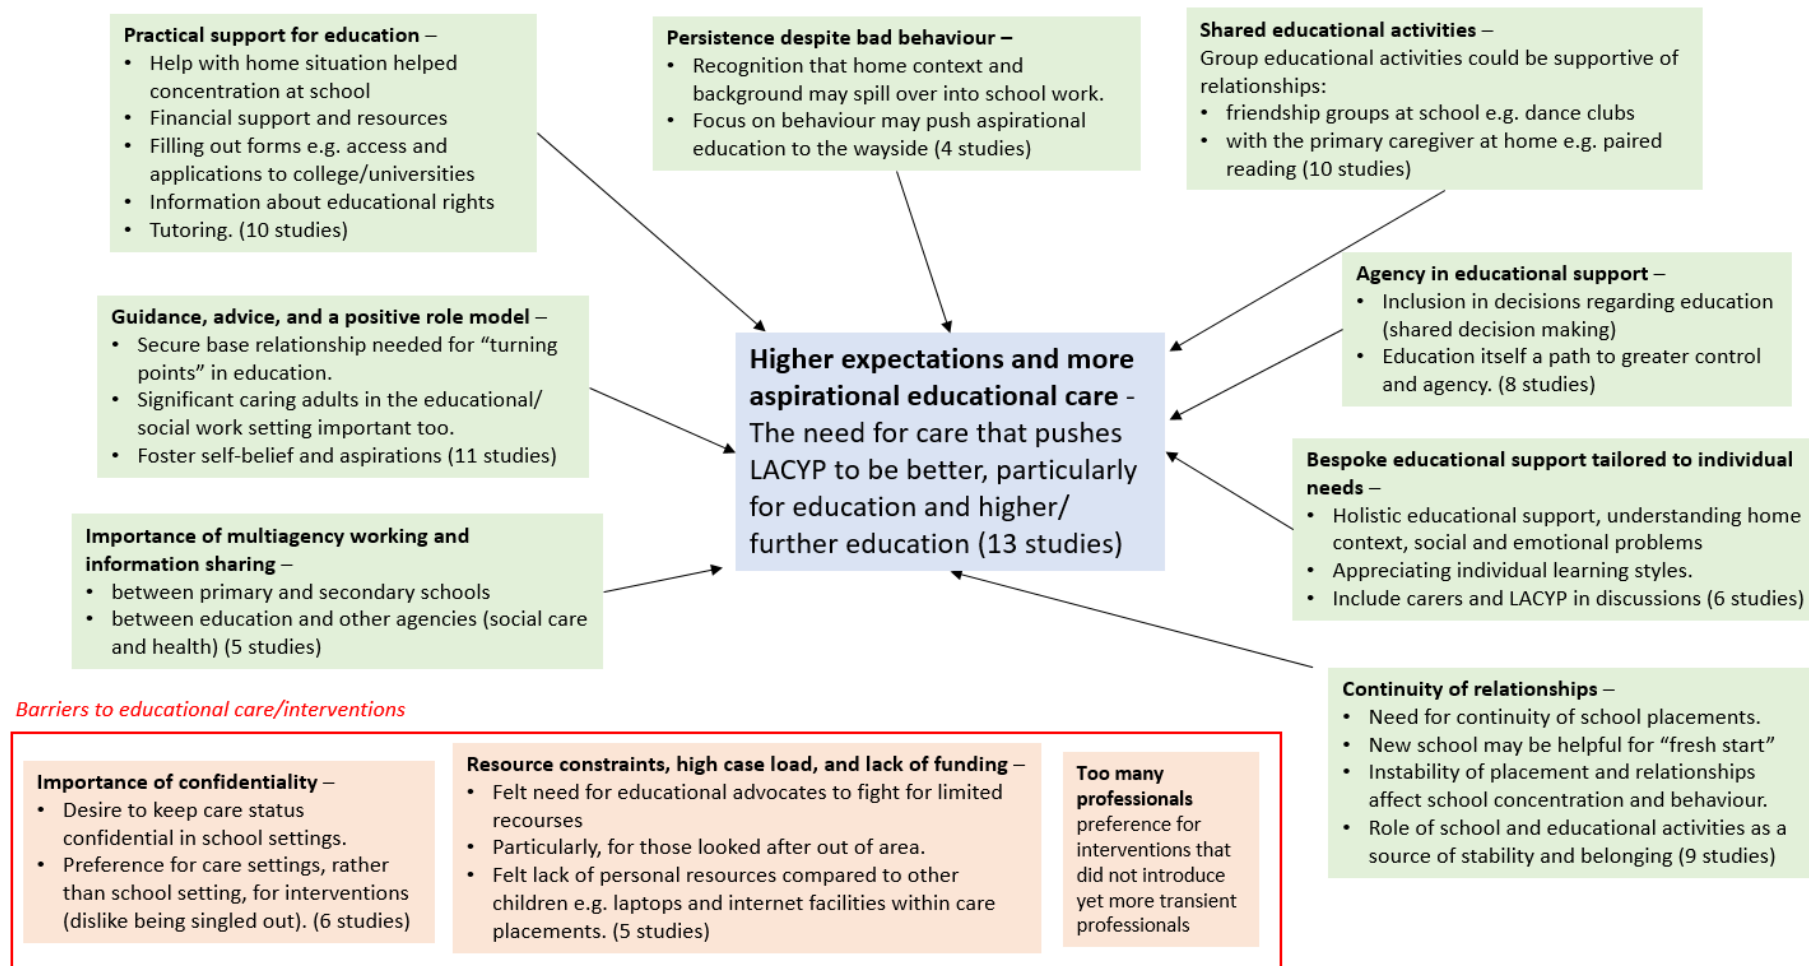 Practical support for education –
• Help with home situation helped
concentration at school
• Financial support and resources
• Filling out forms e.g. access and
applications to college/universities
• Information about educational rights
• Tutoring. (10 studies)
Persistence despite bad behaviour –
• Recognition that home context and
background may spill over into school work.
• Focus on behaviour may push aspirational
education to the wayside (4 studies)
Shared educational activities –
Group educational activities could be supportive of
relationships:
• friendship groups at school e.g. dance clubs
• with the primary caregiver at home e.g. paired
reading (10 studies)
Guidance, advice, and a positive role model –
• Secure base relationship needed for “turning
points” in education.
• Significant caring adults in the educational/
social work setting important too.
• Foster self-belief and aspirations (11 studies)
Higher expectations and more
aspirational educational care -
The need for care that pushes
LACYP to be better, particularly
for education and higher/
further education (13 studies)
Agency in educational support –
• Inclusion in decisions regarding education
(shared decision making)
• Education itself a path to greater control
and agency. (8 studies)
Importance of multiagency working and
information sharing –
• between primary and secondary schools
• between education and other agencies (social care
and health) (5 studies)
Bespoke educational support tailored to individual
needs –
• Holistic educational support, understanding home
context, social and emotional problems
• Appreciating individual learning styles.
• Include carers and LACYP in discussions (6 studies)
Continuity of relationships –
• Need for continuity of school placements.
• New school may be helpful for “fresh start”
• Instability of placement and relationships
affect school concentration and behaviour.
• Role of school and educational activities as a
source of stability and belonging (9 studies)
Barriers to educational care/interventions
Importance of confidentiality –
• Desire to keep care status
confidential in school settings.
• Preference for care settings, rather
than school setting, for interventions
(dislike being singled out). (6 studies)
Resource constraints, high case load, and lack of funding –
• Felt need for educational advocates to fight for limited
recourses
• Particularly, for those looked after out of area.
• Felt lack of personal resources compared to other
children e.g. laptops and internet facilities within care
placements. (5 studies)
Too many
professionals
preference for
interventions that
did not introduce
yet more transient
professionals